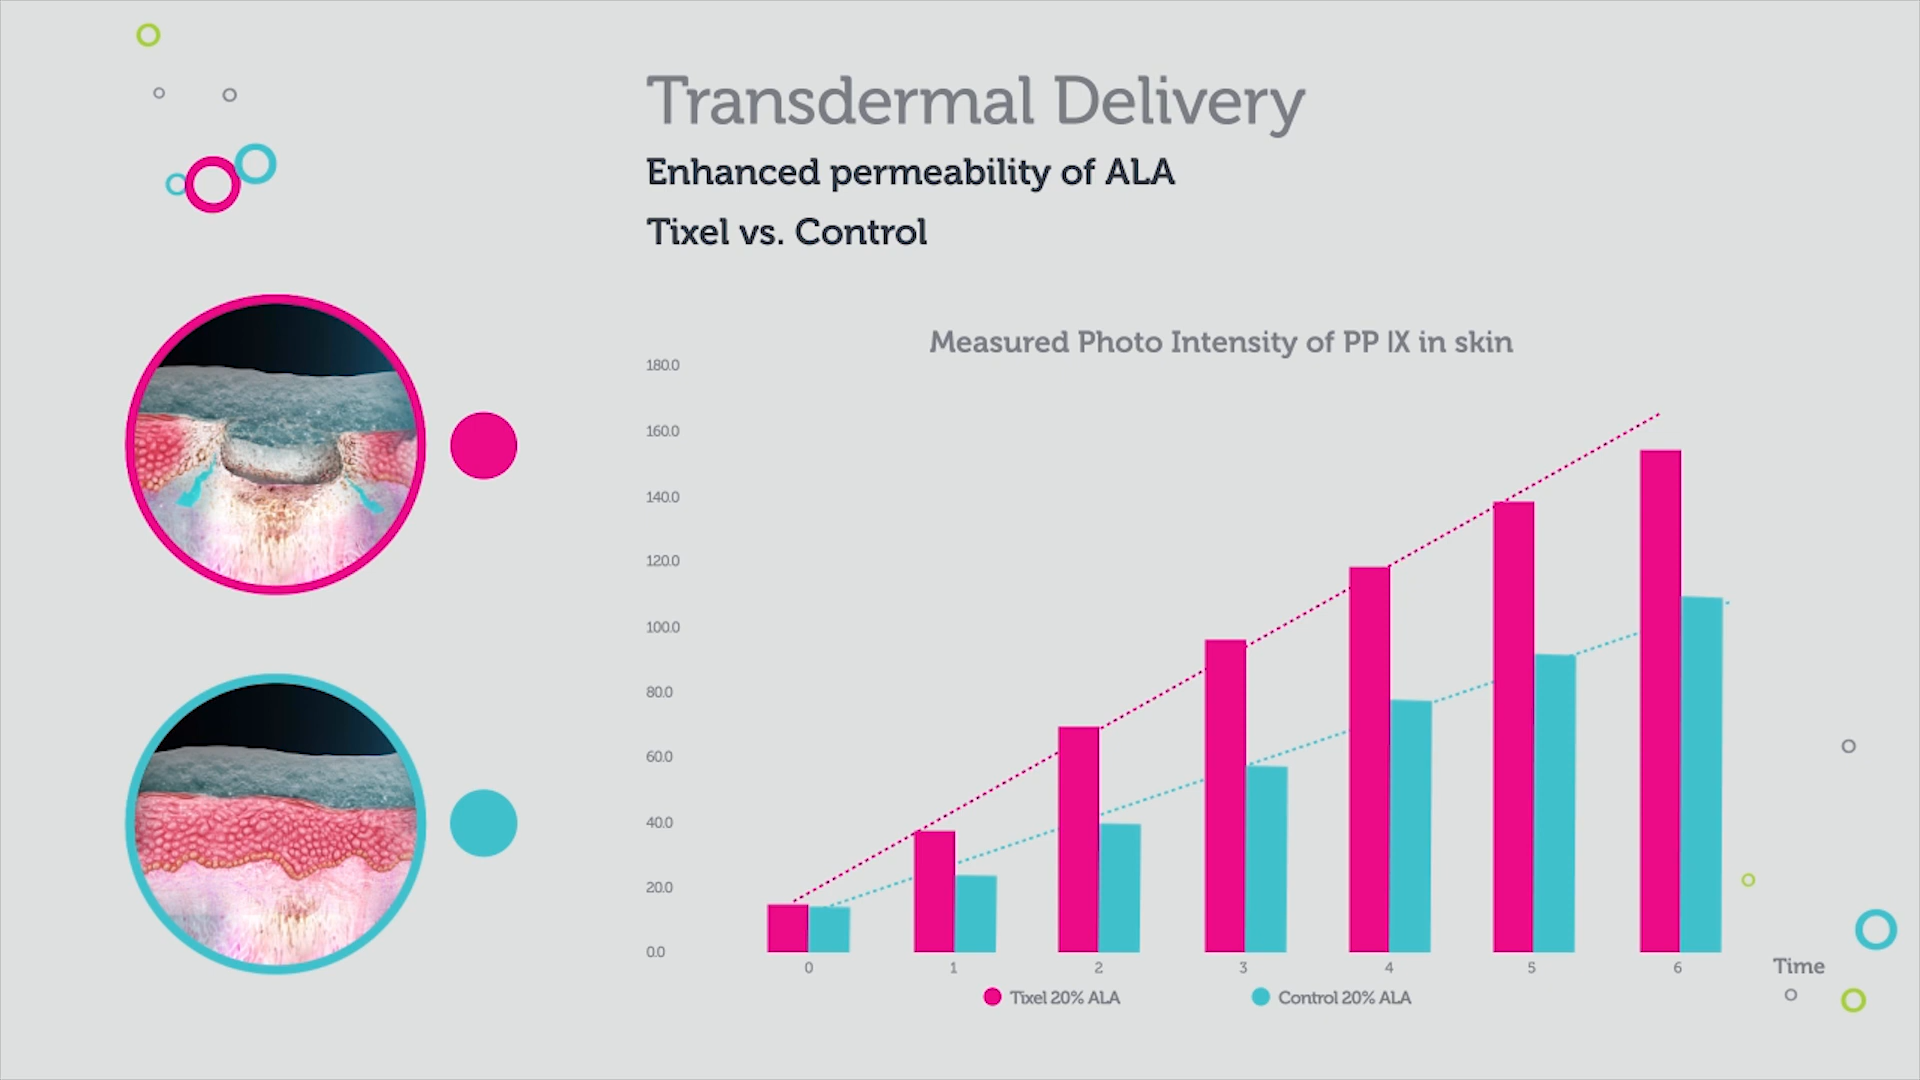 Transdermal Delivery
Enhanced permeability of ALA
Tixel vs. Control
Measured Photo Intensity of PP IX in skin
180.0
160.0
140.0
120.0
100.0
80.0
60.0
40.0
20.0
0.0
0 1 2 3 4 5 6 Time
Tixel 20% ALA Control 20% ALA